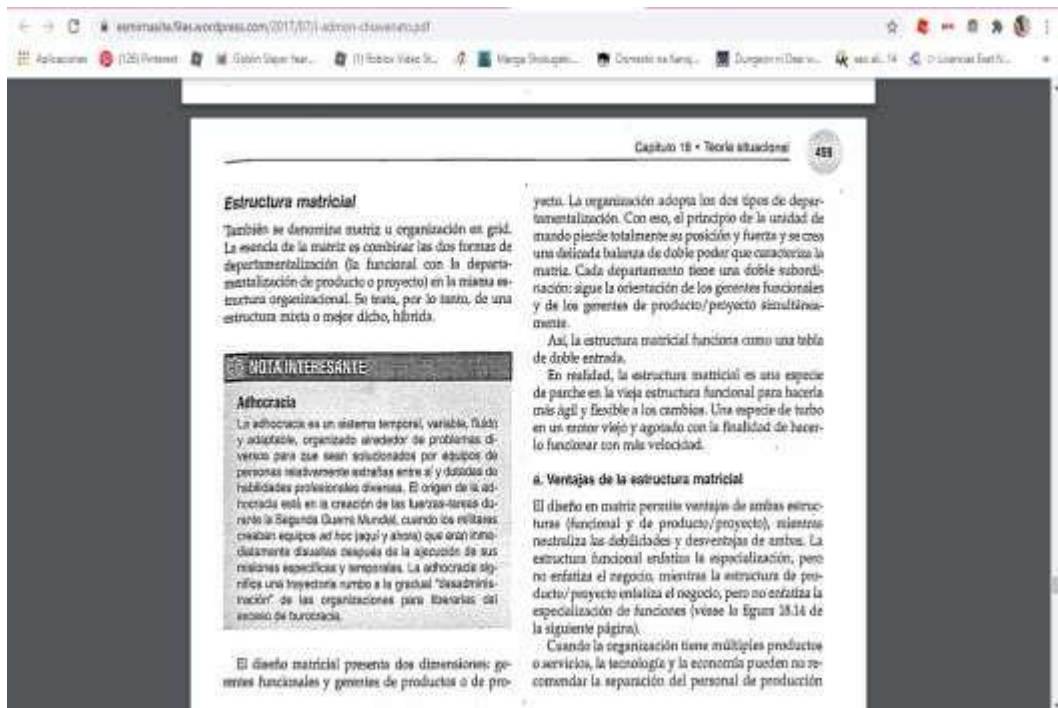 Aplicaciones
Capítulo 18 • Teoría situacional
Estructura matricial
También se denomina matriz u organización en grid.
La esencia de la matriz es combinar las dos formas de
departamentalización (la funcional con la departa-
mentalización de producto o proyecto) en la misma es-
tructura organizacional. Se trata, por lo tanto, de una
estructura mixta o mejor dicho, híbrida.
NOTA INTERESANTE
Adhocracia
La adhocracia es un sistema temporal, variable, fluido
y adaptable, organizado alrededor de problemas di-
versos para que sean solucionados por equipos de
personas relativamente extrañas entre sí y dotadas de
habilidades profesionales diversas. El origen de la ad-
hocracia está en la creación de las fuerzas-tareas du-
rante la Segunda Guerra Mundial, cuando los militares
creaban equipos ad hoc (aquí y ahora) que eran inme-
diatamente disueltas después de la ejecución de sus
misiones específicas y temporales. La adhocracia sig-
nifica una trayectoria rumbo a la gradual "desadminis-
tración" de las organizaciones para liberarlas del
exceso de burocracia.
El diseño matricial presenta dos dimensiones: ge-
rentes funcionales y gerentes de productos o de pro-
yecto. La organización adopta los dos tipos de depar-
tamentalización. Con eso, el principio de la unidad de
mando pierde totalmente su posición y fuerza y se crea
una delicada balanza de doble poder que caracteriza la
matriz. Cada departamento tiene una doble subordi-
nación: sigue la orientación de los gerentes funcionales
y de los gerentes de producto/proyecto simultánea-
mente.
Así, la estructura matricial funciona como una tabla
de doble entrada.
En realidad, la estructura matricial es una especie
de parche en la vieja estructura funcional para hacerla
más ágil y flexible a los cambios. Una especie de turbo
en un motor viejo y agotado con la finalidad de hacer-
lo funcionar con más velocidad.
a. Ventajas de la estructura matricial
El diseño en matriz permite ventajas de ambas estruc-
turas (funcional y de producto/proyecto), mientras
neutraliza las debilidades y desventajas de ambas. La
estructura funcional enfatiza la especialización, pero
no enfatiza el negocio, mientras la estructura de pro-
ducto/proyecto enfatiza el negocio, pero no enfatiza la
especialización de funciones (véase la figura 18.14 de
la siguiente página).
Cuando la organización tiene múltiples productos
o servicios, la tecnología y la economía pueden no re-
comendar la separación del personal de producción